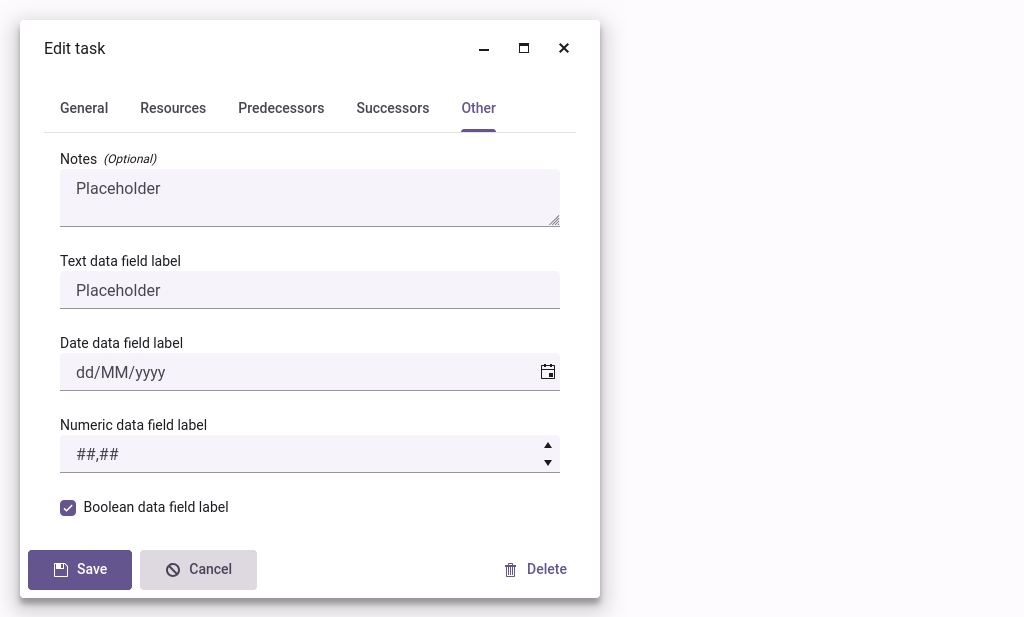 Edit task
General Resources Predecessors Successors Other
Notes (Optional)
Placeholder
Text data field label
Placeholder
Date data field label
dd/MM/yyyy
Numeric data field label
##,##
Boolean data field label
Save Cancel Delete